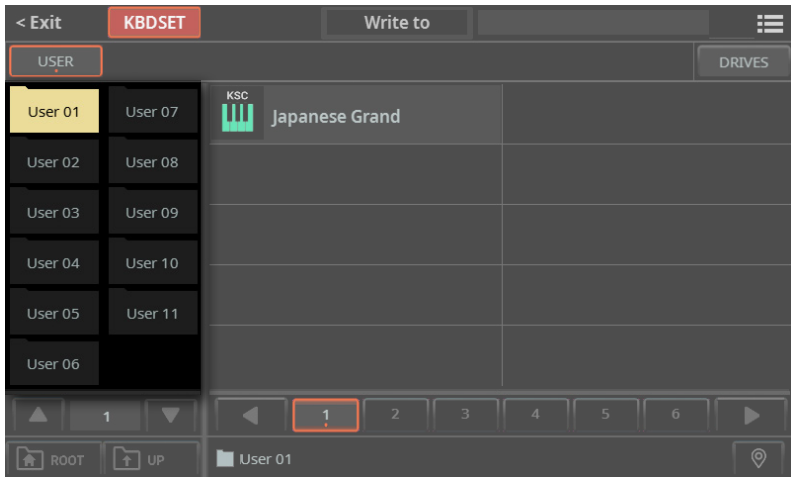 < Exit KBDSET Write to
USER DRIVES
User 01 User 07 KSC Japanese Grand
User 02 User 08
User 03 User 09
User 04 User 10
User 05 User 11
User 06
1 1 2 3 4 5 6
ROOT UP User 01